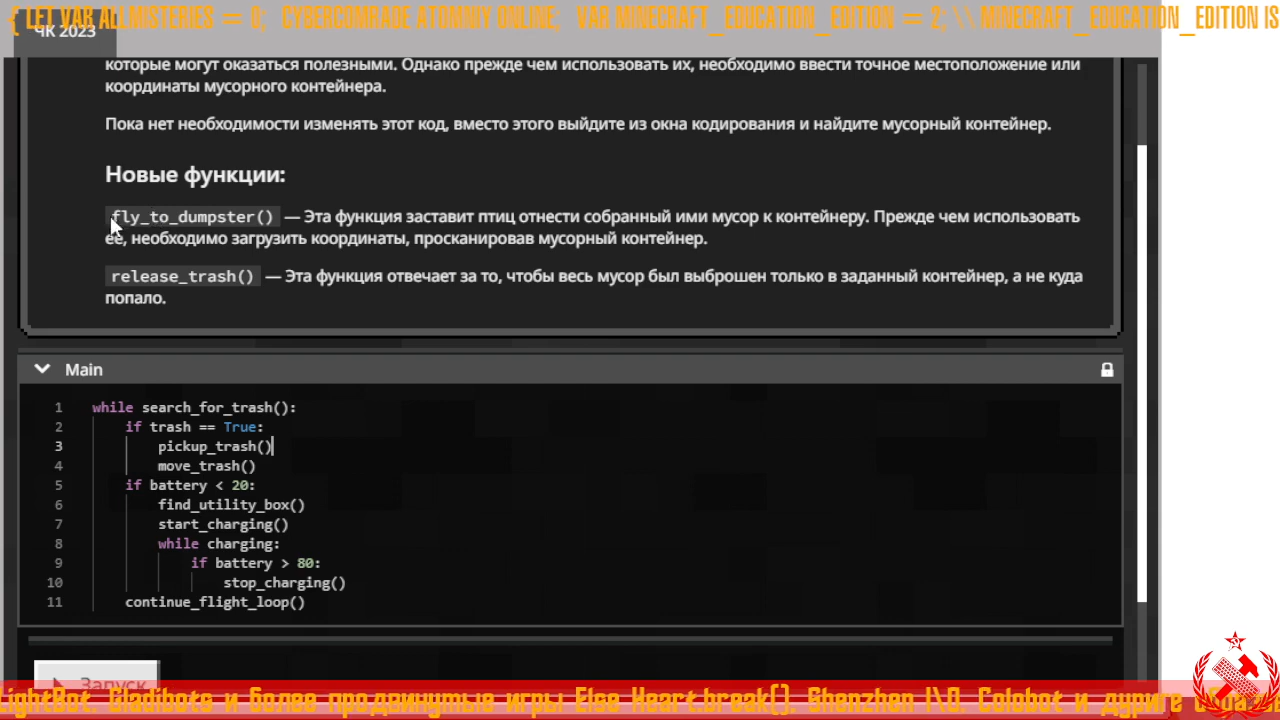 { LET VAR ALLMISTERIES == 0; CYBERCOMRADE ATOMNIY ONLINE; VAR MINECRAFT_EDUCATION_EDITION == 2; \\ MINECRAFT_EDUCATION_EDITION IS
ЧК 2023
которые могут оказаться полезными. Однако прежде чем использовать их, необходимо ввести точное местоположение или
координаты мусорного контейнера.
Пока нет необходимости изменять этот код, вместо этого выйдите из окна кодирования и найдите мусорный контейнер.
Новые функции:
fly_to_dumpster() — Эта функция заставит птиц отнести собранный ими мусор к контейнеру. Прежде чем использовать
её, необходимо загрузить координаты, просканировав мусорный контейнер.
release_trash() — Эта функция отвечает за то, чтобы весь мусор был выброшен только в заданный контейнер, а не куда
попало.
Main
1 while search_for_trash():
2 if trash == True:
3 pickup_trash()
4 move_trash()
5 if battery < 20:
6 find_utility_box()
7 start_charging()
8 while charging:
9 if battery > 80:
10 stop_charging()
11 continue_flight_loop()
Запуск
LightBot. Gladibots и более продвинутые игры Else Heart.break(). Shenzhen I\O. Colobot и